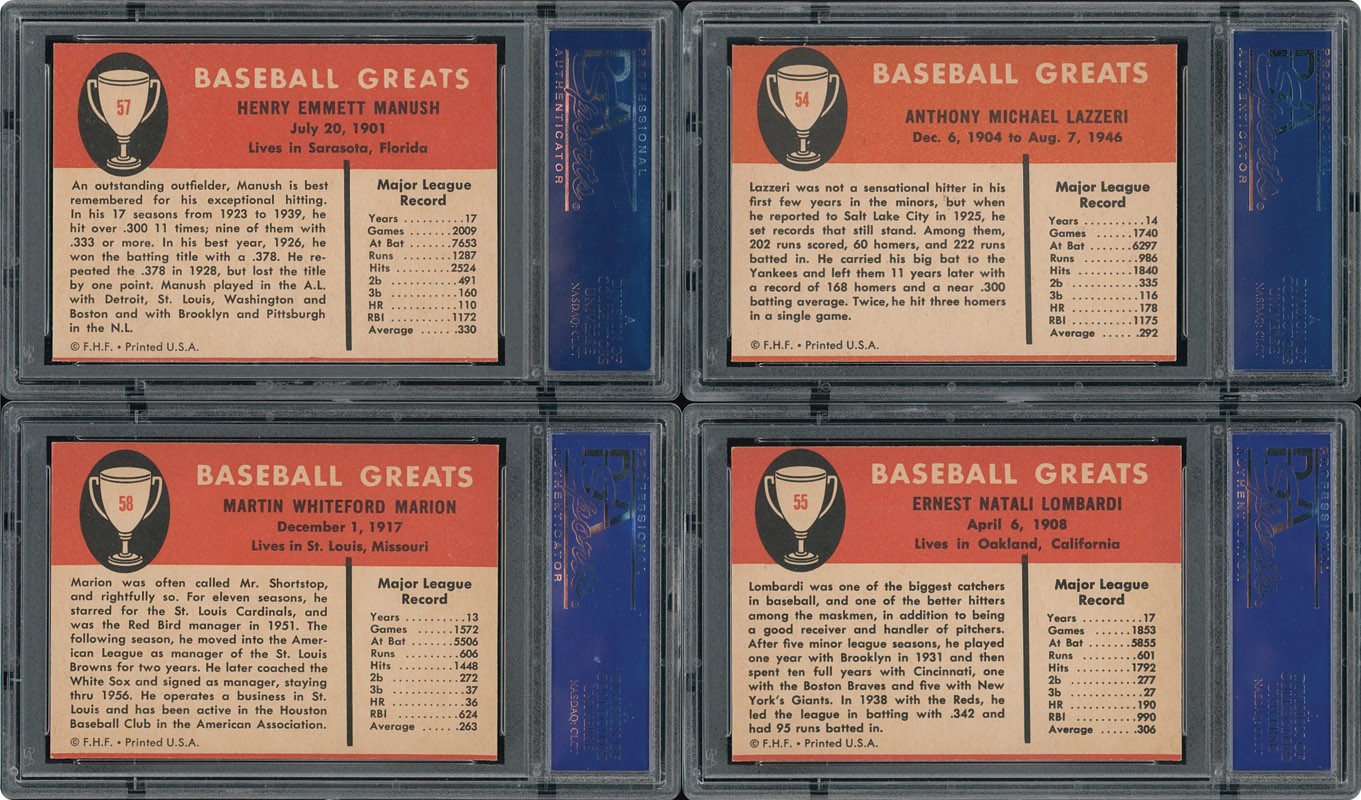 57
BASEBALL GREATS
HENRY EMMETT MANUSH
July 20, 1901
Lives in Sarasota, Florida
An outstanding outfielder, Manush is best
remembered for his exceptional hitting.
In his 17 seasons from 1923 to 1939, he
hit over .300 11 times; nine of them with
.333 or more. In his best year, 1926, he
won the batting title with a .378. He re-
peated the .378 in 1928, but lost the title
by one point. Manush played in the A.L.
with Detroit, St. Louis, Washington and
Boston and with Brooklyn and Pittsburgh
in the N.L.
© F.H.F. • Printed U.S.A.
Major League
Record
Years ..........17
Games .......2009
At Bat .......7653
Runs .........1287
Hits ..........2524
2b ............491
3b ............160
HR ............110
RBI ..........1172
Average ......330
PROFESSIONAL
PSA
Sports
AUTHENTICATOR
NASDAQ: CLCT
54
BASEBALL GREATS
ANTHONY MICHAEL LAZZERI
Dec. 6, 1904 to Aug. 7, 1946
Lazzeri was not a sensational hitter in his
first few years in the minors, but when
he reported to Salt Lake City in 1925, he
set records that still stand. Among them,
202 runs scored, 60 homers, and 222 runs
batted in. He carried his big bat to the
Yankees and left them 11 years later with
a record of 168 homers and a near .300
batting average. Twice, he hit three homers
in a single game.
© F.H.F. • Printed U.S.A.
Major League
Record
Years ..........14
Games .......1740
At Bat .......6297
Runs ..........986
Hits ..........1840
2b ............335
3b ............116
HR ............178
RBI ..........1175
Average ......292
PROFESSIONAL
PSA
Sports
AUTHENTICATOR
NASDAQ: CLCT
58
BASEBALL GREATS
MARTIN WHITEFORD MARION
December 1, 1917
Lives in St. Louis, Missouri
Marion was often called Mr. Shortstop,
and rightfully so. For eleven seasons, he
starred for the St. Louis Cardinals, and
was the Red Bird manager in 1951. The
following season, he moved into the Amer-
ican League as manager of the St. Louis
Browns for two years. He later coached the
White Sox and signed as manager, staying
thru 1956. He operates a business in St.
Louis and has been active in the Houston
Baseball Club in the American Association.
© F.H.F. • Printed U.S.A.
Major League
Record
Years ..........13
Games .......1572
At Bat .......5506
Runs ..........606
Hits ..........1448
2b ............272
3b .............37
HR .............36
RBI ...........624
Average ......263
PROFESSIONAL
PSA
Sports
AUTHENTICATOR
NASDAQ: CLCT
55
BASEBALL GREATS
ERNEST NATALI LOMBARDI
April 6, 1908
Lives in Oakland, California
Lombardi was one of the biggest catchers
in baseball, and one of the better hitters
among the maskmen, in addition to being
a good receiver and handler of pitchers.
After five minor league seasons, he played
one year with Brooklyn in 1931 and then
spent ten full years with Cincinnati, one
with the Boston Braves and five with New
York's Giants. In 1938 with the Reds, he
led the league in batting with .342 and
had 95 runs batted in.
© F.H.F. • Printed U.S.A.
Major League
Record
Years ..........17
Games .......1853
At Bat .......5855
Runs ..........601
Hits ..........1792
2b ............277
3b .............27
HR ............190
RBI ...........990
Average ......306
PROFESSIONAL
PSA
Sports
AUTHENTICATOR
NASDAQ: CLCT